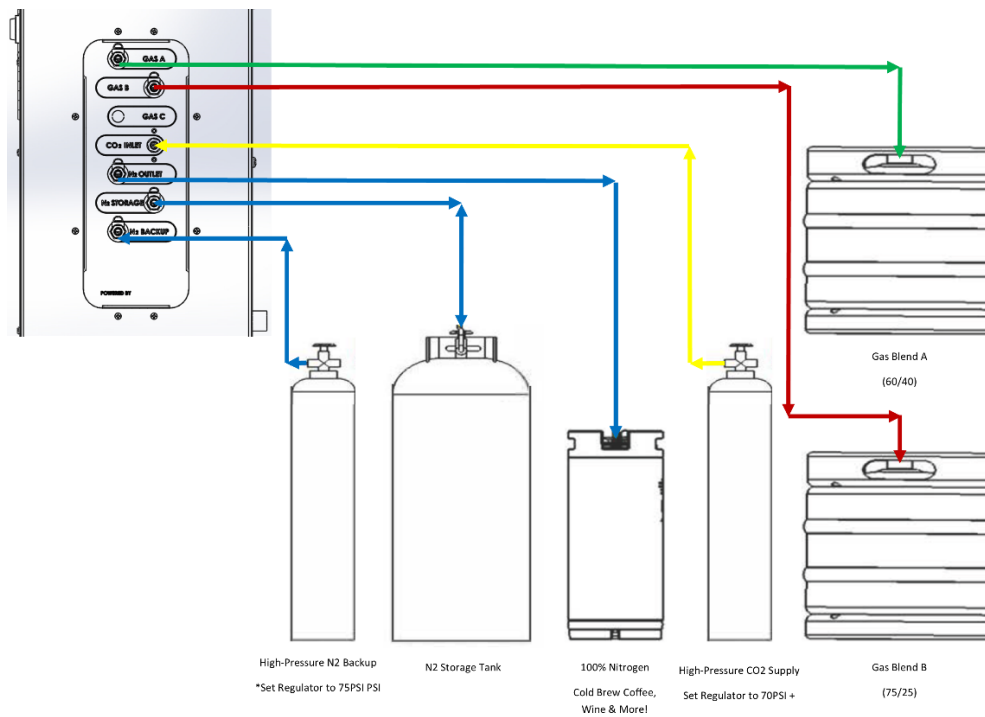 GAS A
GAS B
GAS C
CO₂ INLET
N₂ OUTLET
N₂ STORAGE
N₂ BACKUP
POWERED BY
Gas Blend A
(60/40)
High-Pressure N2 Backup
*Set Regulator to 75PSI PSI
N2 Storage Tank
100% Nitrogen
Cold Brew Coffee,
Wine & More!
High-Pressure CO2 Supply
Set Regulator to 70PSI +
Gas Blend B
(75/25)